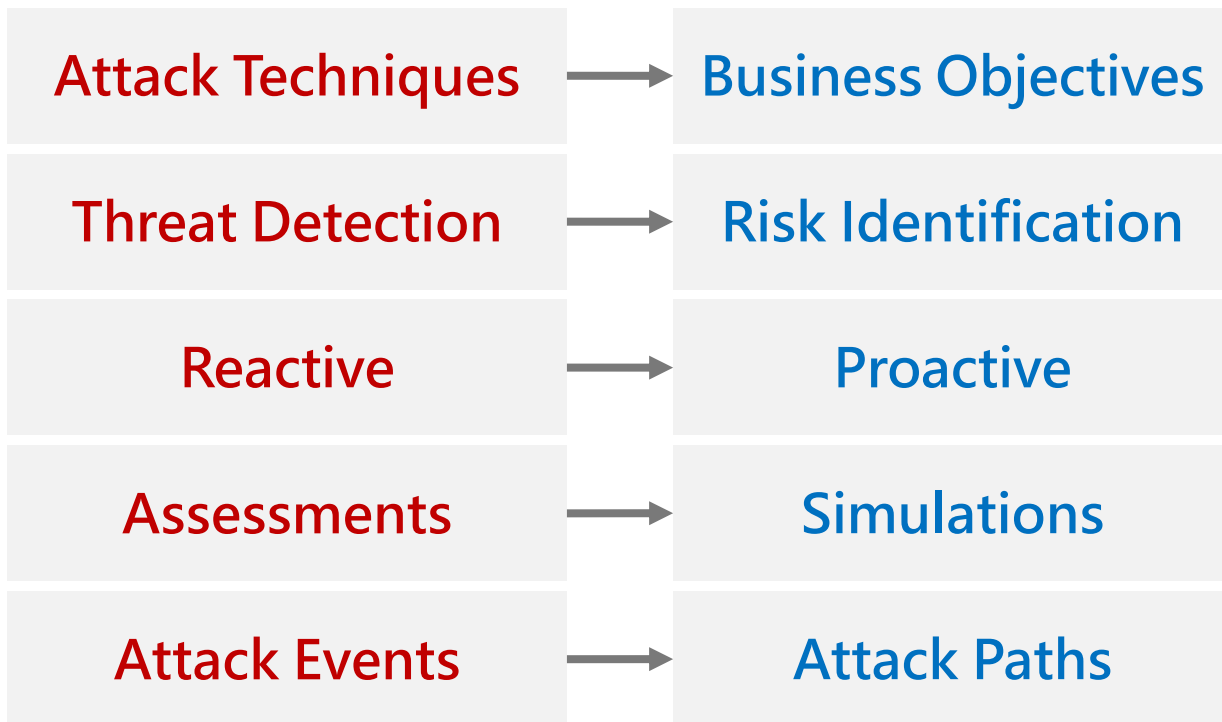 Attack Techniques
Business Objectives
Threat Detection
Risk Identification
Reactive
Proactive
Assessments
Simulations
Attack Events
Attack Paths